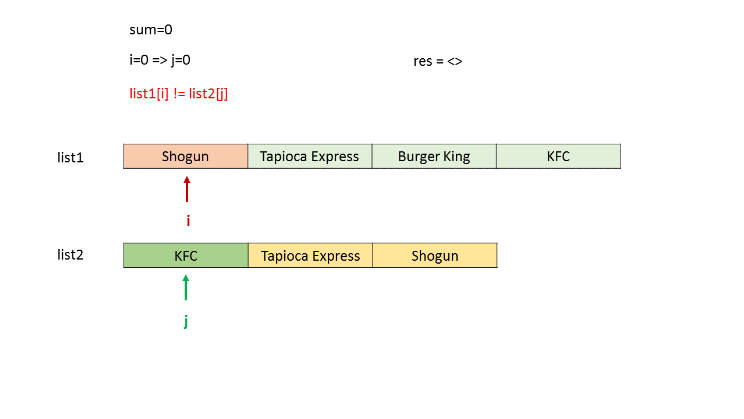 sum=0
i=0 => j=0
res = <>
list1[i] != list2[j]
list1
Shogun
Tapioca Express
Burger King
KFC
i
list2
KFC
Tapioca Express
Shogun
j